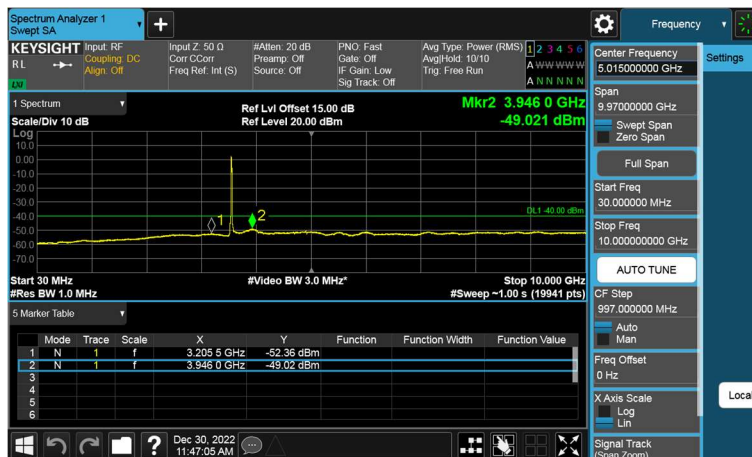 Spectrum Analyzer 1
Swept SA
Frequency
KEYSIGHT
RL
LXI
Input: RF
Coupling: DC
Align: Off
Input Z: 50 Ω
Corr CCorr
Freq Ref: Int (S)
#Atten: 20 dB
Preamp: Off
Source: Off
PNO: Fast
Gate: Off
IF Gain: Low
Sig Track: Off
Avg Type: Power (RMS)
Avg|Hold: 10/10
Trig: Free Run
1 2 3 4 5 6
A W W W W W
A N N N N N
1 Spectrum
Scale/Div 10 dB
Ref Lvl Offset 15.00 dB
Ref Level 20.00 dBm
Mkr2 3.946 0 GHz
-49.021 dBm
Log
10.0
0.00
-10.0
-20.0
-30.0
-40.0
-50.0
-60.0
-70.0
DL1 -40.00 dBm
1
2
Start 30 MHz
#Res BW 1.0 MHz
#Video BW 3.0 MHz*
Stop 10.000 GHz
#Sweep ~1.00 s (19941 pts)
5 Marker Table
Mode Trace Scale X Y Function Function Width Function Value
1 N 1 f 3.205 5 GHz -52.36 dBm
2 N 1 f 3.946 0 GHz -49.02 dBm
3
4
5
6
Dec 30, 2022
11:47:05 AM
Center Frequency
5.015000000 GHz
Settings
Span
9.97000000 GHz
Swept Span
Zero Span
Full Span
Start Freq
30.000000 MHz
Stop Freq
10.000000000 GHz
AUTO TUNE
CF Step
997.000000 MHz
Auto
Man
Freq Offset
0 Hz
X Axis Scale
Log
Lin
Local
Signal Track
(Span Zoom)